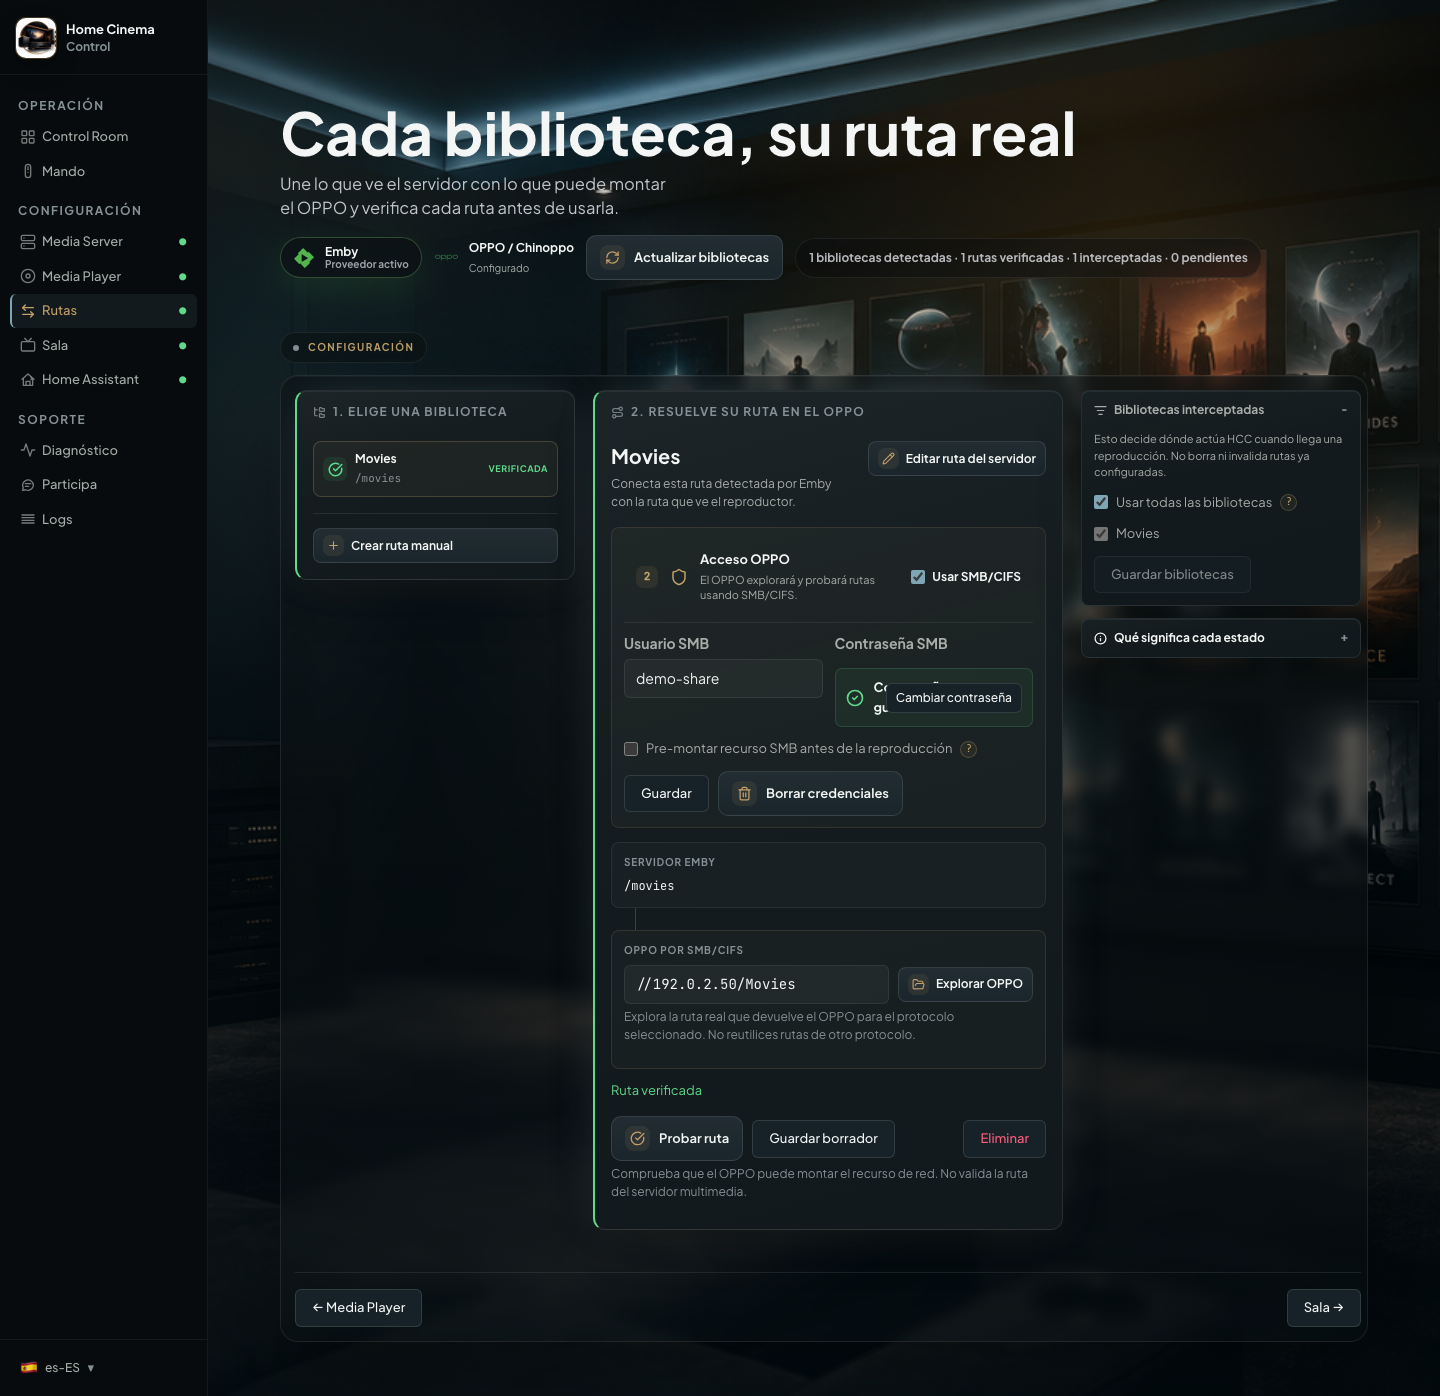 Home Cinema
Control
OPERACIÓN
Control Room
Mando
CONFIGURACIÓN
Media Server
Media Player
Rutas
Sala
Home Assistant
SOPORTE
Diagnóstico
Participa
Logs
es-ES ▾
Cada biblioteca, su ruta real
Une lo que ve el servidor con lo que puede montar
el OPPO y verifica cada ruta antes de usarla.
Emby
Proveedor activo
oppo
OPPO / Chinoppo
Configurado
Actualizar bibliotecas
1 bibliotecas detectadas · 1 rutas verificadas · 1 interceptadas · 0 pendientes
CONFIGURACIÓN
1. ELIGE UNA BIBLIOTECA
Movies
/movies
VERIFICADA
+ Crear ruta manual
2. RESUELVE SU RUTA EN EL OPPO
Movies
Conecta esta ruta detectada por Emby
con la ruta que ve el reproductor.
Editar ruta del servidor
2
Acceso OPPO
El OPPO explorará y probará rutas
usando SMB/CIFS.
Usar SMB/CIFS
Usuario SMB
demo-share
Contraseña SMB
Cambiar contraseña
Pre-montar recurso SMB antes de la reproducción ?
Guardar
Borrar credenciales
SERVIDOR EMBY
/movies
OPPO POR SMB/CIFS
//192.0.2.50/Movies
Explorar OPPO
Explora la ruta real que devuelve el OPPO para el protocolo
seleccionado. No reutilices rutas de otro protocolo.
Ruta verificada
Probar ruta
Guardar borrador
Eliminar
Comprueba que el OPPO puede montar el recurso de red. No valida la ruta
del servidor multimedia.
Bibliotecas interceptadas -
Esto decide dónde actúa HCC cuando llega una
reproducción. No borra ni invalida rutas ya
configuradas.
Usar todas las bibliotecas ?
Movies
Guardar bibliotecas
Qué significa cada estado +
← Media Player
Sala →